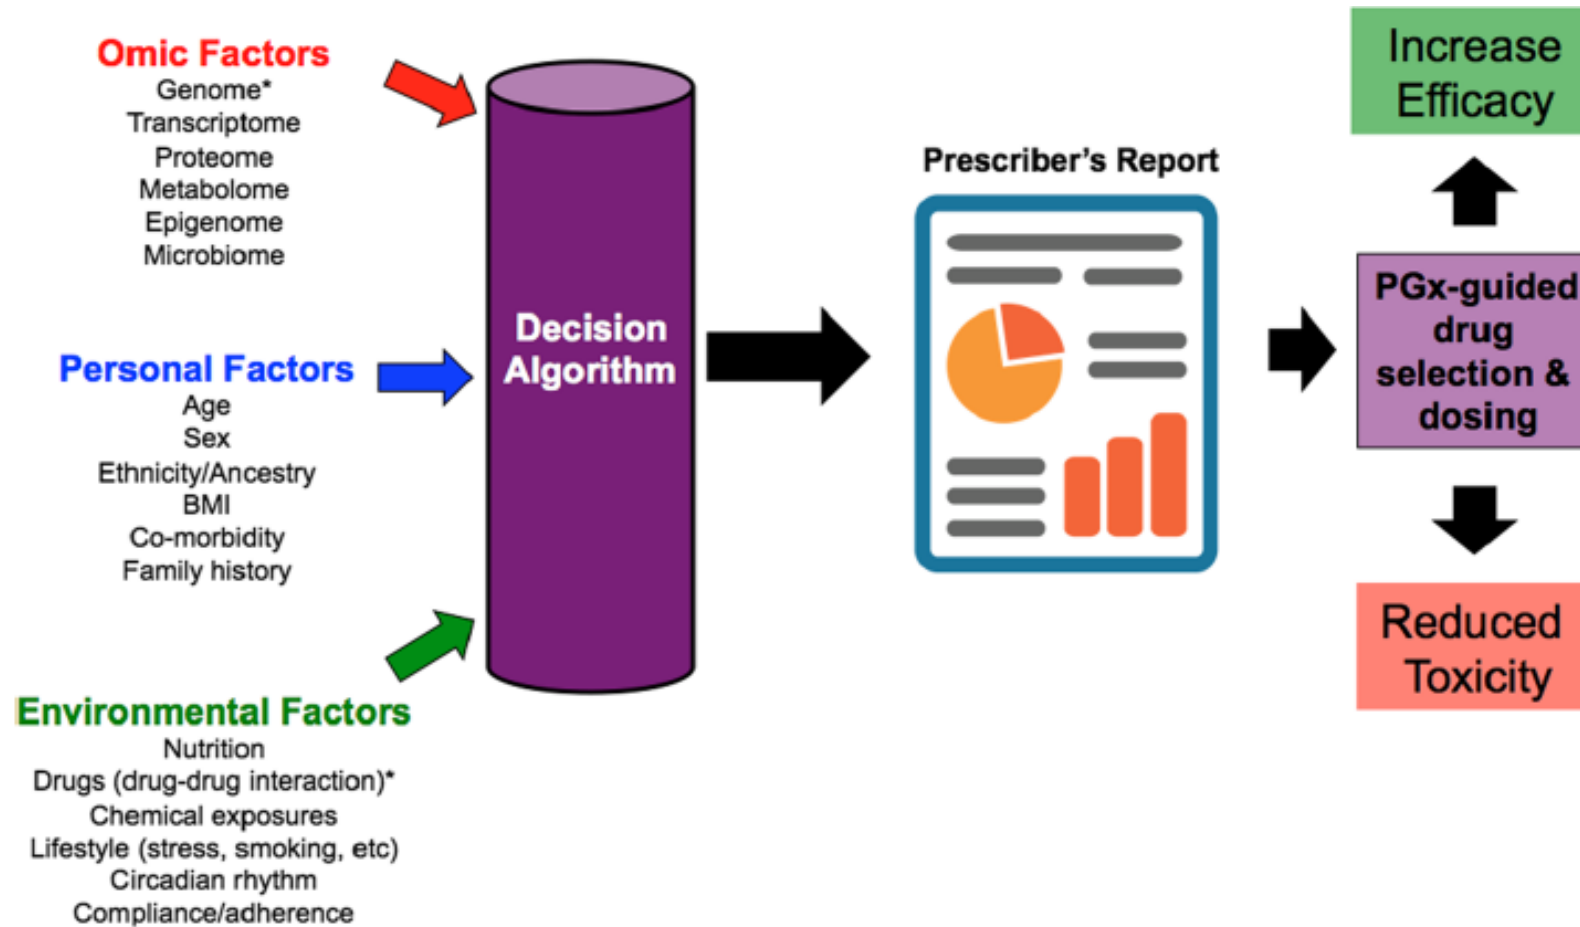 Omic Factors
Genome*
Transcriptome
Proteome
Metabolome
Epigenome
Microbiome
Personal Factors
Age
Sex
Ethnicity/Ancestry
BMI
Co-morbidity
Family history
Environmental Factors
Nutrition
Drugs (drug-drug interaction)*
Chemical exposures
Lifestyle (stress, smoking, etc)
Circadian rhythm
Compliance/adherence
Decision
Algorithm
Prescriber's Report
Increase
Efficacy
PGx-guided
drug
selection &
dosing
Reduced
Toxicity